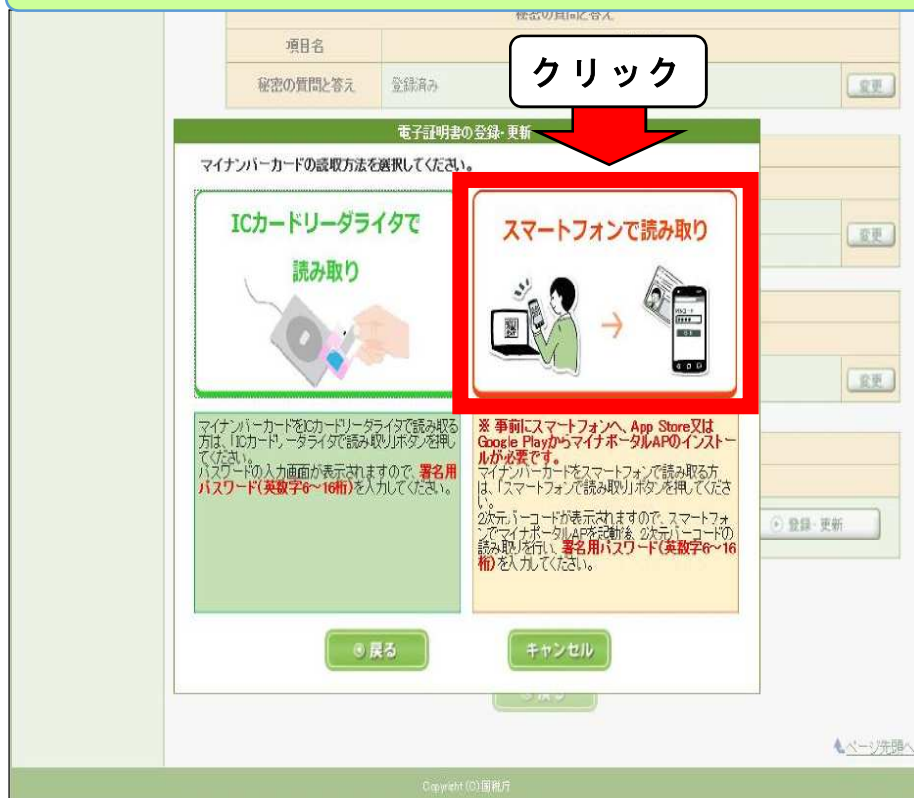 秘密の質問と答え
項目名
秘密の質問と答え
登録済み
変更
クリック
電子証明書の登録・更新
マイナンバーカードの読取方法を選択してください。
ICカードリーダライタで
読み取り
スマートフォンで読み取り
変更
変更
マイナンバーカードをICカードリーダライタで読み取る
方は、「ICカードリーダライタで読み取り」ボタンを押し
てください。
パスワードの入力画面が表示されますので、署名用
パスワード(英数字6~16桁)を入力してください。
※ 事前にスマートフォンへ、App Store又は
Google PlayからマイナポータルAPのインストー
ルが必要です。
マイナンバーカードをスマートフォンで読み取る方
は、「スマートフォンで読み取り」ボタンを押してくださ
い。
2次元バーコードが表示されますので、スマートフォ
ンでマイナポータルAPを起動後、2次元バーコードの
読み取りを行い、署名用パスワード(英数字6~16
桁)を入力してください。
登録・更新
戻る
キャンセル
戻る
ページ先頭へ
Copyright (C) 国税庁